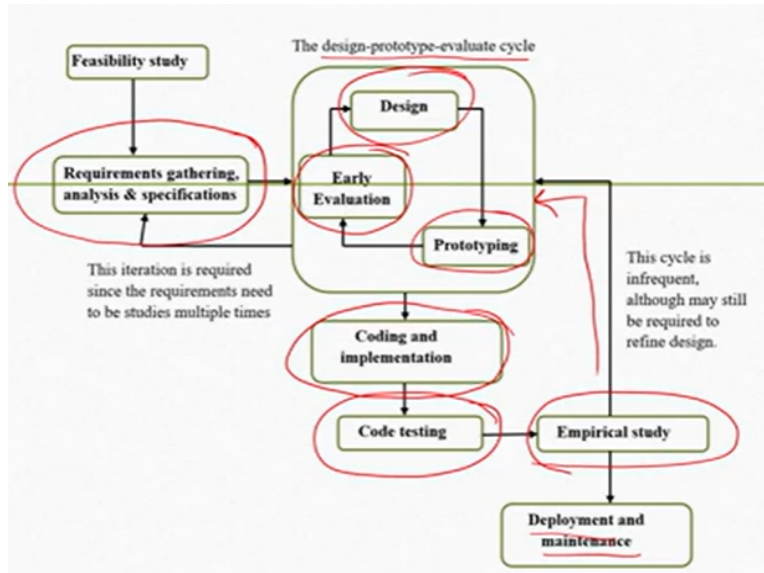 The design-prototype-evaluate cycle
Feasibility study
Design
Requirements gathering,
analysis & specifications
Early
Evaluation
Prototyping
This iteration is required
since the requirements need
to be studies multiple times
This cycle is
infrequent,
although may still
be required to
refine design.
Coding and
implementation
Code testing
Empirical study
Deployment and
maintenance